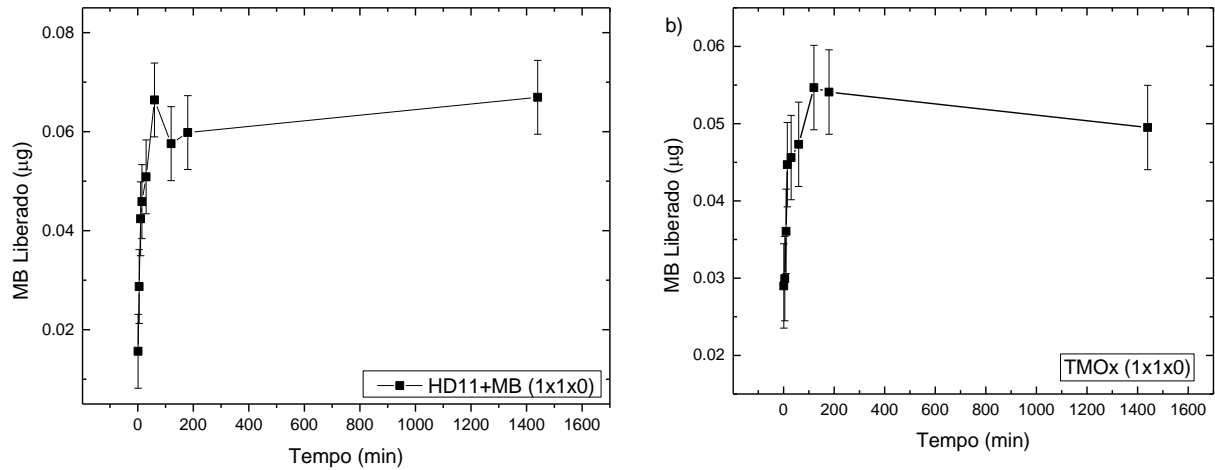 0.08
0.06
0.04
0.02
MB Liberado (μg)
0 200 400 600 800 1000 1200 1400 1600
Tempo (min)
HD11+MB (1x1x0)
b)
0.06
0.05
0.04
0.03
0.02
MB Liberado (μg)
0 200 400 600 800 1000 1200 1400 1600
Tempo (min)
TMOx (1x1x0)